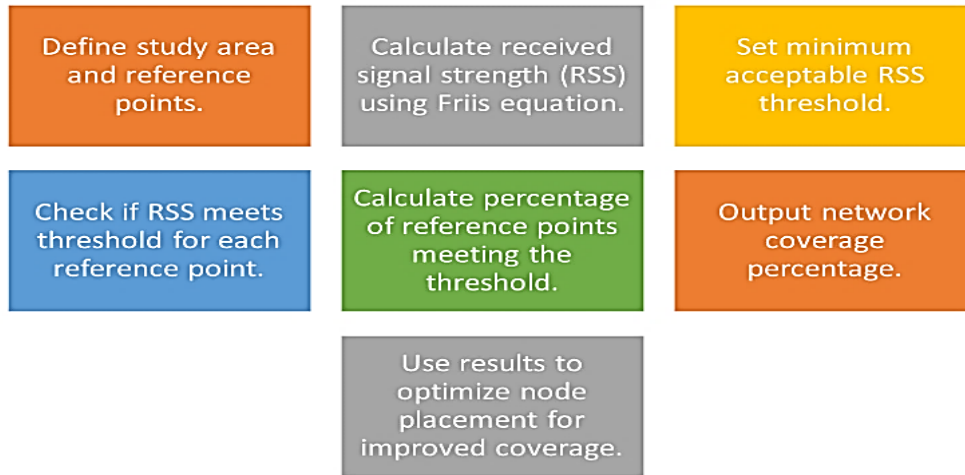 Define study area
and reference
points.
Calculate received
signal strength (RSS)
using Friis equation.
Set minimum
acceptable RSS
threshold.
Check if RSS meets
threshold for each
reference point.
Calculate percentage
of reference points
meeting the
threshold.
Output network
coverage
percentage.
Use results to
optimize node
placement for
improved coverage.